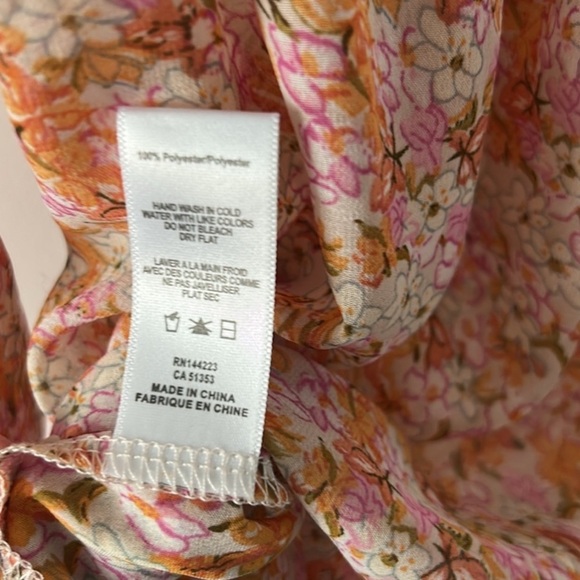 100% Polyester/Polyester
HAND WASH IN COLD
WATER WITH LIKE COLORS
DO NOT BLEACH
DRY FLAT
LAVER A LA MAIN FROID
AVEC DES COULEURS COMME
NE PAS JAVELLISER
PLAT SEC
RN144223
CA 51353
MADE IN CHINA
FABRIQUE EN CHINE